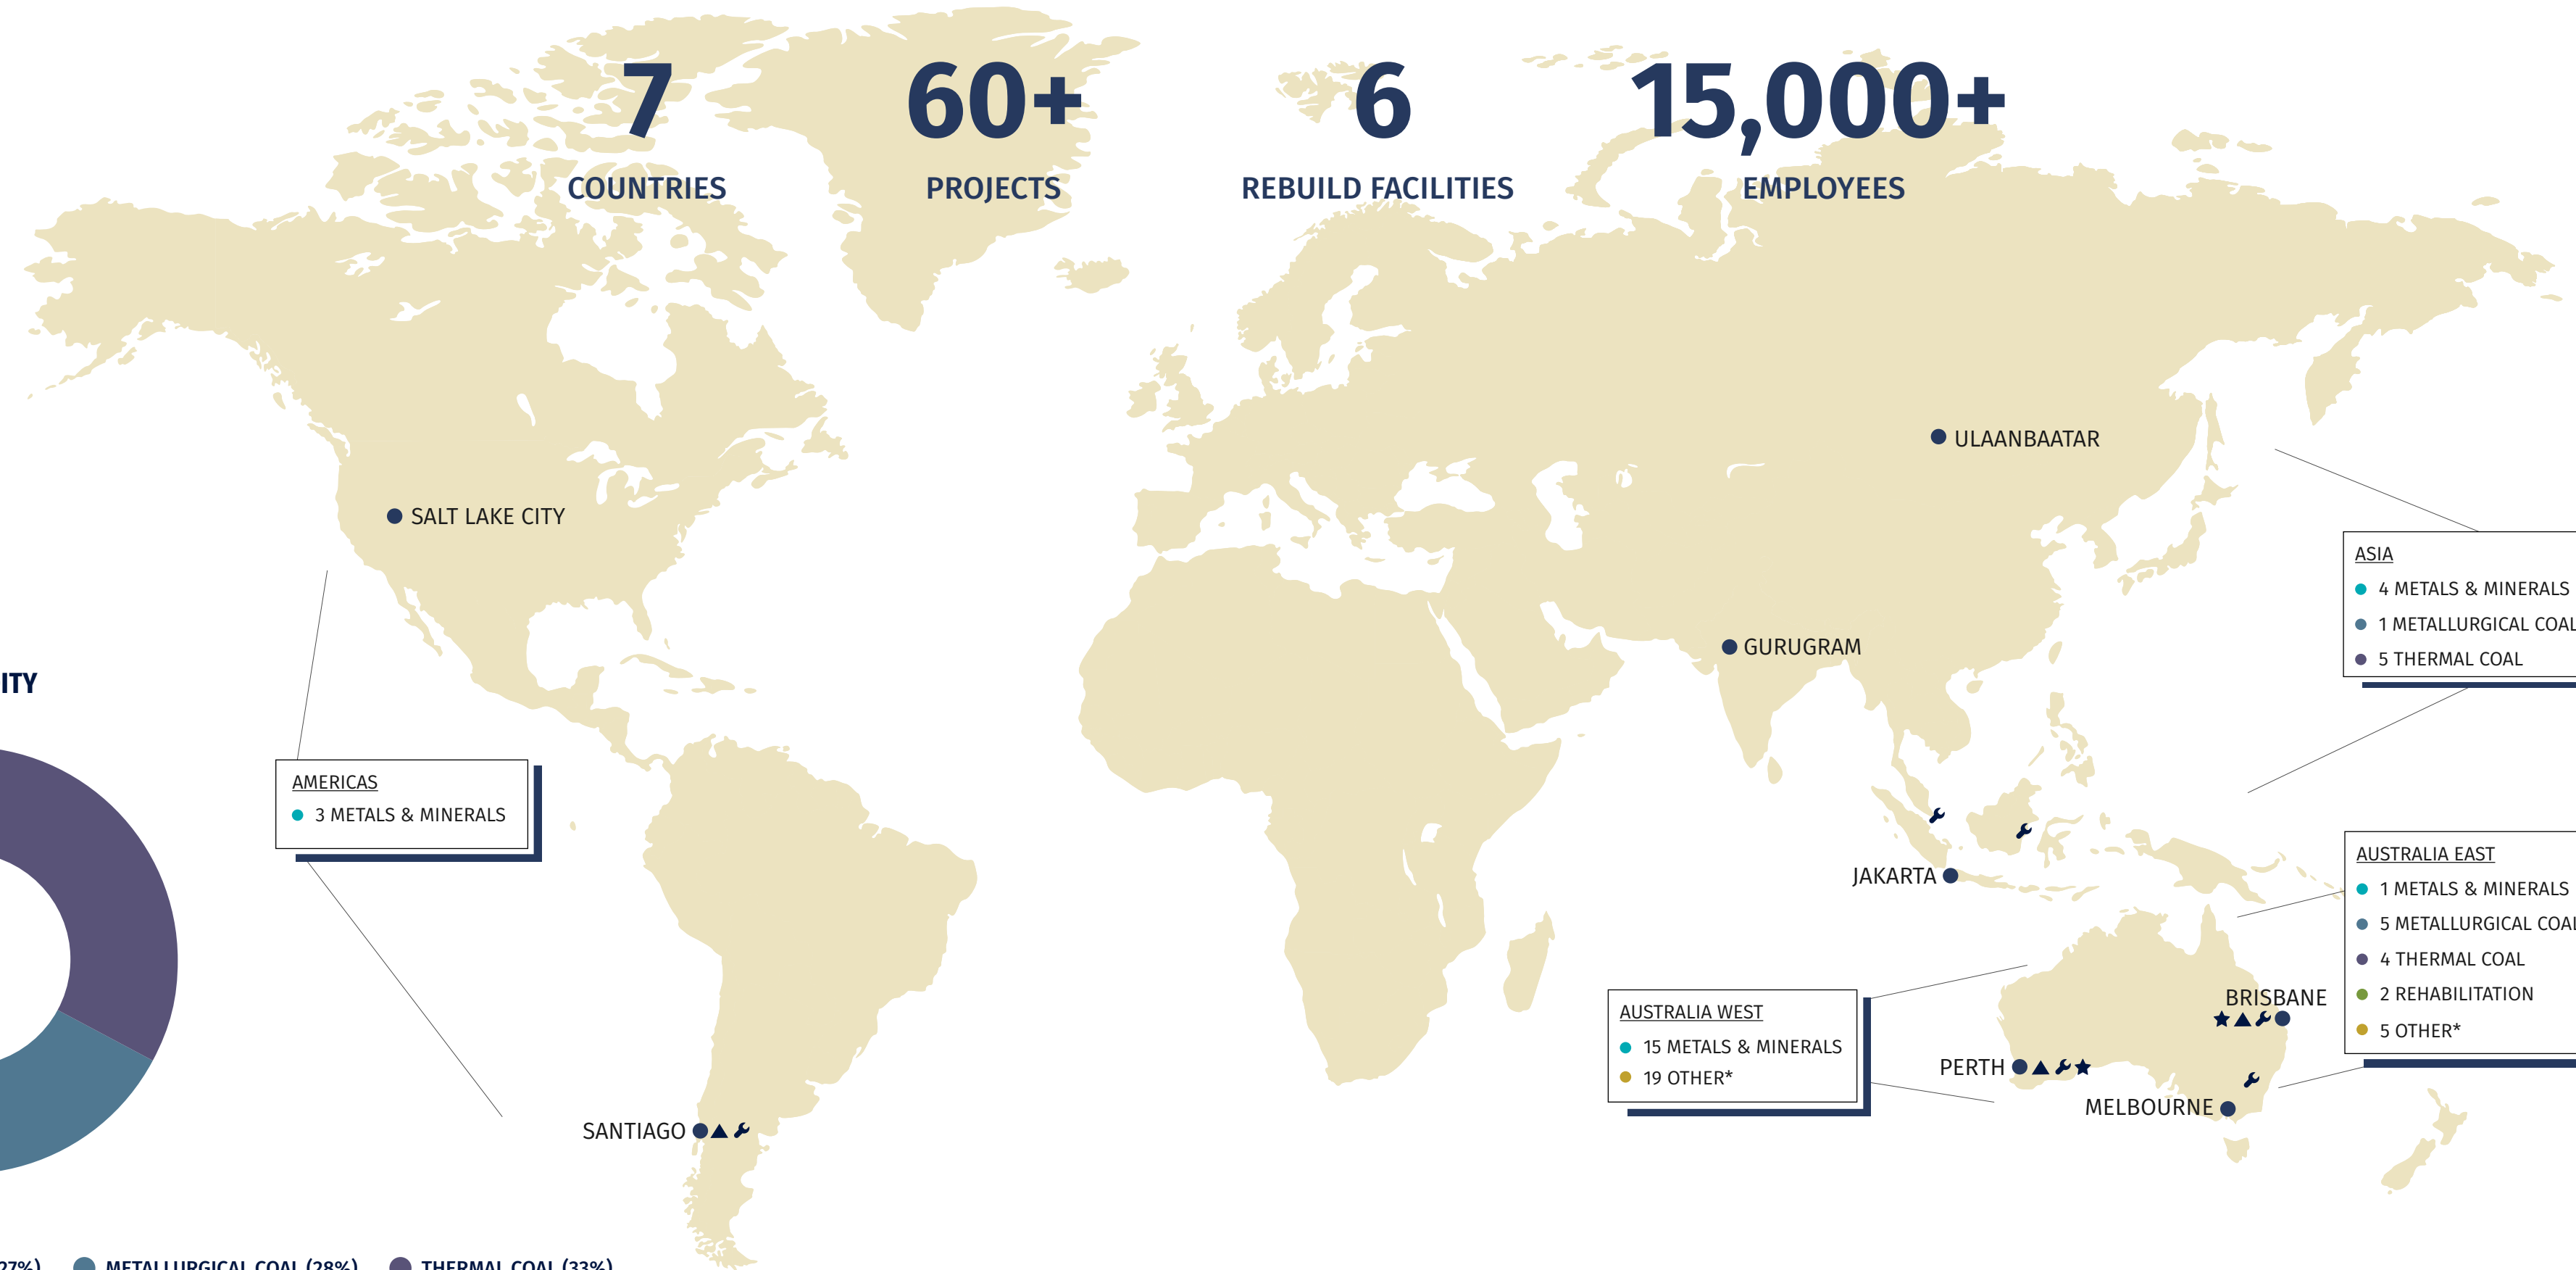 7
COUNTRIES
60+
PROJECTS
6
REBUILD FACILITIES
15,000+
EMPLOYEES
ULAANBAATAR
SALT LAKE CITY
GURUGRAM
ASIA
4 METALS & MINERALS
1 METALLURGICAL COAL
5 THERMAL COAL
ITY
AMERICAS
3 METALS & MINERALS
JAKARTA
AUSTRALIA EAST
1 METALS & MINERALS
5 METALLURGICAL COAL
4 THERMAL COAL
2 REHABILITATION
5 OTHER*
BRISBANE
AUSTRALIA WEST
15 METALS & MINERALS
19 OTHER*
PERTH
MELBOURNE
SANTIAGO
27%)
METALLURGICAL COAL (28%)
THERMAL COAL (33%)